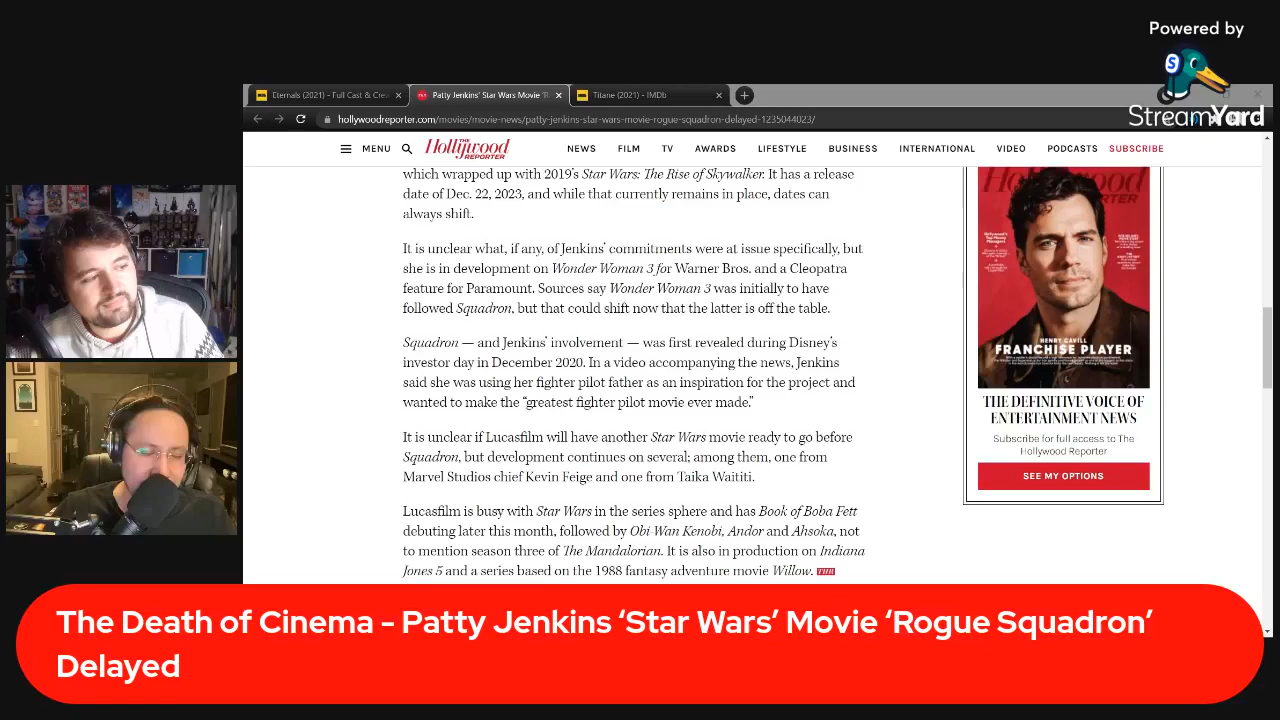 Powered by
StreamYard
Eternals (2021) - Full Cast & Cre
Patty Jenkins' Star Wars Movie 'R
Titane (2021) - IMDb
hollywoodreporter.com/movies/movie-news/patty-jenkins-star-wars-movie-rogue-squadron-delayed-1235044023/
MENU
THE
Hollywood
REPORTER
NEWS
FILM
TV
AWARDS
LIFESTYLE
BUSINESS
INTERNATIONAL
VIDEO
PODCASTS
SUBSCRIBE
which wrapped up with 2019's Star Wars: The Rise of Skywalker. It has a release
date of Dec. 22, 2023, and while that currently remains in place, dates can
always shift.
It is unclear what, if any, of Jenkins' commitments were at issue specifically, but
she's in development on Wonder Woman 3 for Warner Bros. and a Cleopatra
feature for Paramount. Sources say Wonder Woman 3 was initially to have
followed Squadron, but that could shift now that the latter is off the table.
Squadron — and Jenkins' involvement — was first revealed during Disney's
investor day in December 2020. In a video accompanying the news, Jenkins
said she was using her fighter pilot father as an inspiration for the project and
wanted to make the “greatest fighter pilot movie ever made.”
It is unclear if Lucasfilm will have another Star Wars movie ready to go before
Squadron, but development continues on several; among them, one from
Marvel Studios chief Kevin Feige and one from Taika Waititi.
Lucasfilm is busy with Star Wars in the series sphere and has Book of Boba Fett
debuting later this month, followed by Obi-Wan Kenobi, Andor and Ahsoka, not
to mention season three of The Mandalorian. It is also in production on Indiana
Jones 5 and a series based on the 1988 fantasy adventure movie Willow. THR
Hollywood
REPORTER
HENRY CAVILL
FRANCHISE PLAYER
THE DEFINITIVE VOICE OF
ENTERTAINMENT NEWS
Subscribe for full access to The
Hollywood Reporter
SEE MY OPTIONS
The Death of Cinema - Patty Jenkins ‘Star Wars’ Movie ‘Rogue Squadron’
Delayed